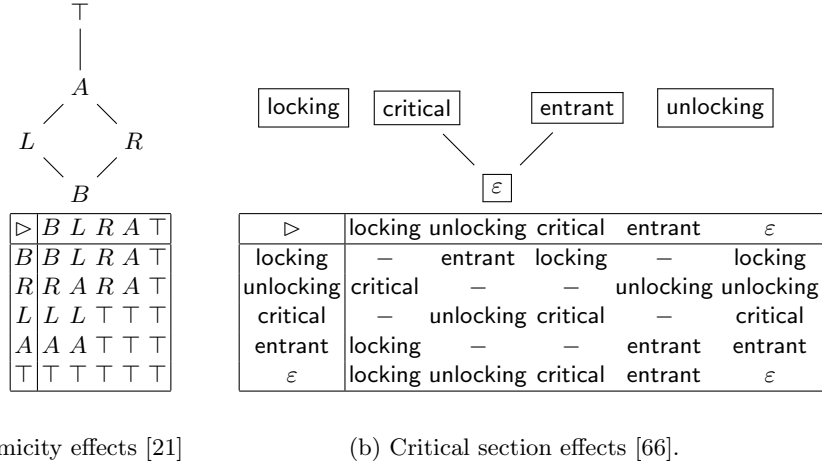 ⊤
A
L R
B
locking critical entrant unlocking
ε
▷ B L R A ⊤
B B L R A ⊤
R R A R A ⊤
L L L ⊤ ⊤ ⊤
A A A ⊤ ⊤ ⊤
⊤ ⊤ ⊤ ⊤ ⊤ ⊤
▷ locking unlocking critical entrant ε
locking − entrant locking − locking
unlocking critical − − unlocking unlocking
critical − unlocking critical − critical
entrant locking − − entrant entrant
ε locking unlocking critical entrant ε
micity effects [21]
(b) Critical section effects [66].